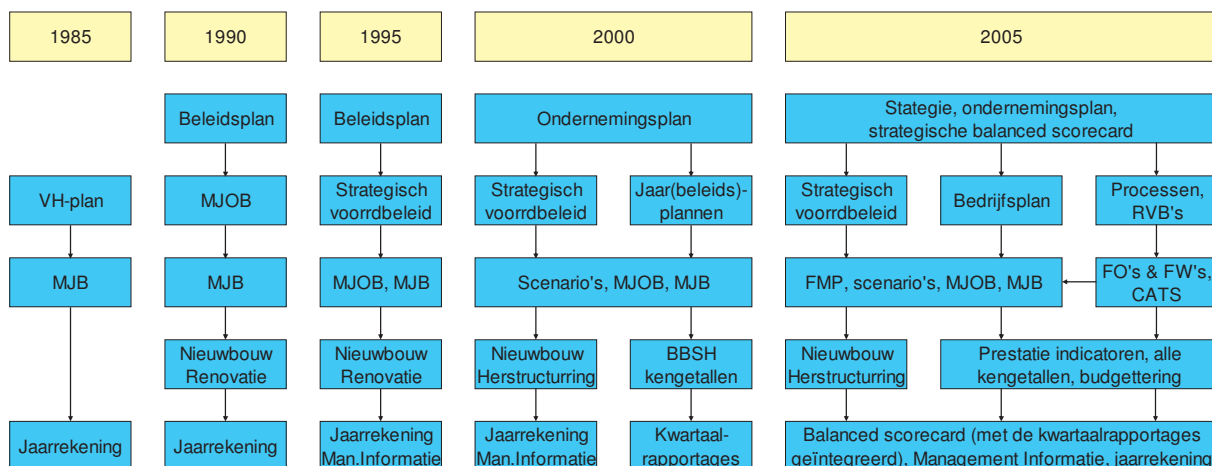 1985
1990
1995
2000
2005
Beleidsplan
Beleidsplan
Ondernemingsplan
Stategie, ondernemingsplan,
strategische balanced scorecard
VH-plan
MJOB
Strategisch
voorrdbeleid
Strategisch
voorrdbeleid
Jaar(beleids)-
plannen
Strategisch
voorrdbeleid
Bedrijfsplan
Processen,
RVB's
MJB
MJB
MJOB, MJB
Scenario's, MJOB, MJB
FMP, scenario's, MJOB, MJB
FO's & FW's,
CATS
Nieuwbouw
Renovatie
Nieuwbouw
Renovatie
Nieuwbouw
Herstructurring
BBSH
kengetallen
Nieuwbouw
Herstructurring
Prestatie indicatoren, alle
kengetallen, budgettering
Jaarrekening
Jaarrekening
Jaarrekening
Man.Informatie
Jaarrekening
Man.Informatie
Kwartaal-
rapportages
Balanced scorecard (met de kwartaalrapportages
geïntegreerd), Management Informatie, jaarrekening